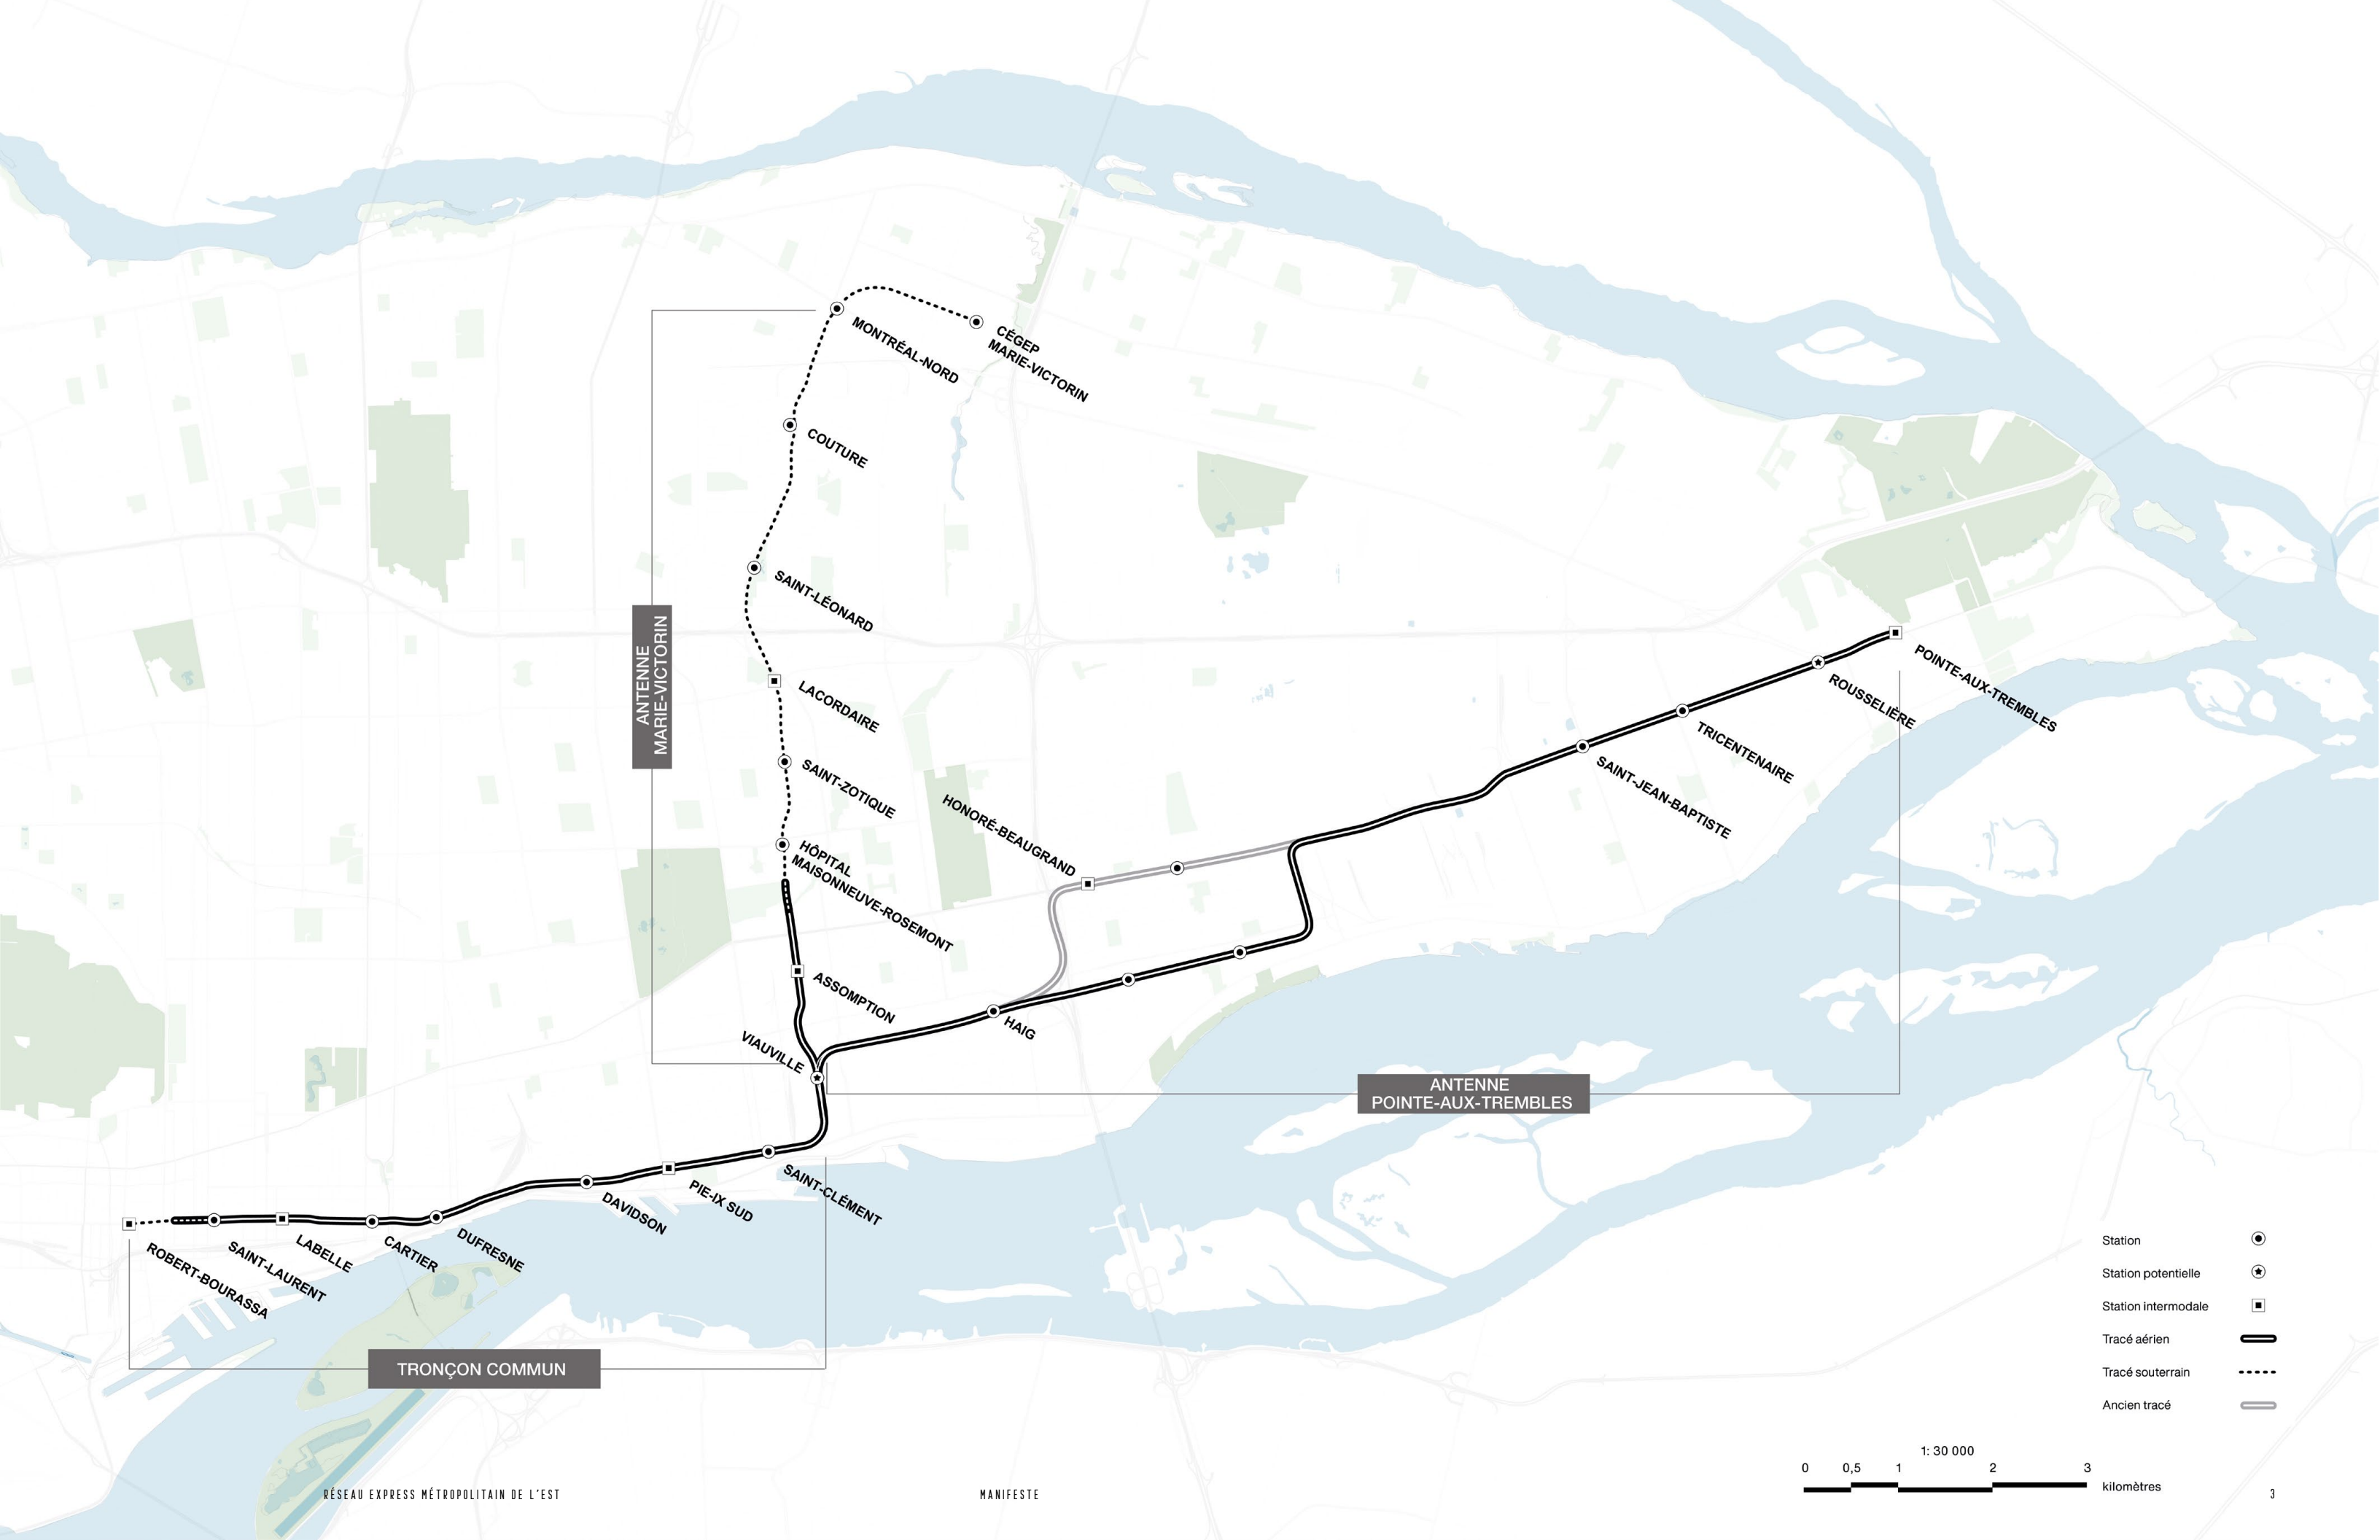 MONTRÉAL-NORD
CÉGEP
MARIE-VICTORIN
COUTURE
SAINT-LÉONARD
ANTENNE
MARIE-VICTORIN
LACORDAIRE
SAINT-ZOTIQUE
HÔPITAL
MAISONNEUVE-ROSEMONT
HONORÉ-BEAUGRAND
POINTE-AUX-TREMBLES
ROUSSELIÈRE
TRICENTENAIRE
SAINT-JEAN-BAPTISTE
ASSOMPTION
VIAUVILLE
HAIG
ANTENNE
POINTE-AUX-TREMBLES
SAINT-CLÉMENT
PIE-IX SUD
DAVIDSON
DUFRESNE
CARTIER
LABELLE
SAINT-LAURENT
ROBERT-BOURASSA
TRONÇON COMMUN
Station
Station potentielle
Station intermodale
Tracé aérien
Tracé souterrain
Ancien tracé
1: 30 000
0 0,5 1 2 3
kilomètres
RÉSEAU EXPRESS MÉTROPOLITAIN DE L'EST
MANIFESTE
3